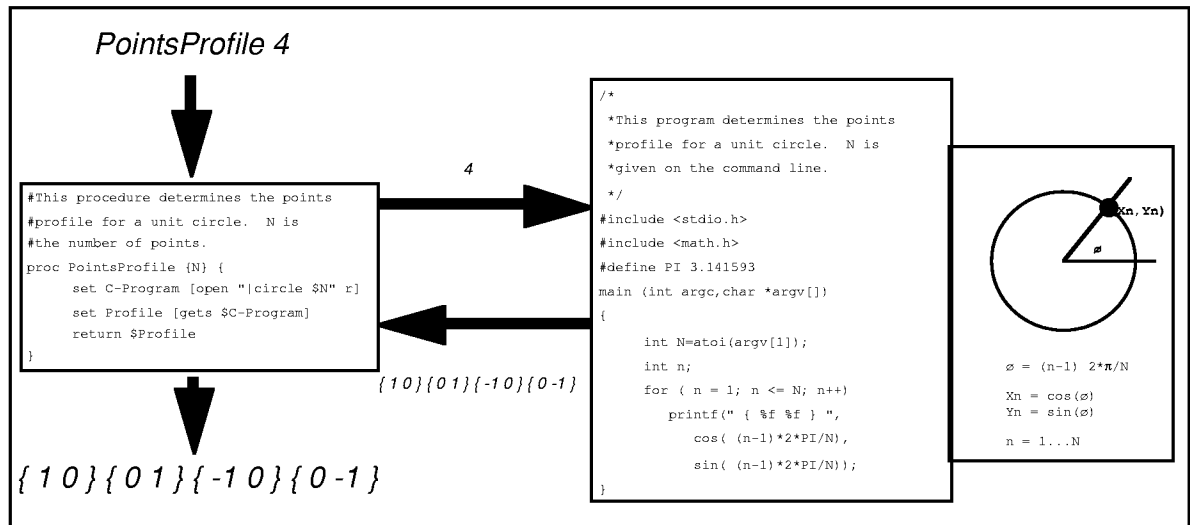 PointsProfile 4
#This procedure determines the points
#profile for a unit circle.  N is
#the number of points.
proc PointsProfile {N} {
set C-Program [open "|circle $N" r]
set Profile [gets $C-Program]
return $Profile
}
{ 1 0 } { 0 1 } { -1 0 } { 0 -1 }
4
{ 1 0 } { 0 1 } { -1 0 } { 0 -1 }
/*
*This program determines the points
*profile for a unit circle.  N is
*given on the command line.
*/
#include <stdio.h>
#include <math.h>
#define PI 3.141593
main (int argc,char *argv[])
{
int N=atoi(argv[1]);
int n;
for ( n = 1; n <= N; n++)
printf(" { %f %f } ",
cos( (n-1)*2*PI/N),
sin( (n-1)*2*PI/N));
}
Xn,Yn)
ø
ø = (n-1) 2*π/N
Xn = cos(ø)
Yn = sin(ø)
n = 1...N